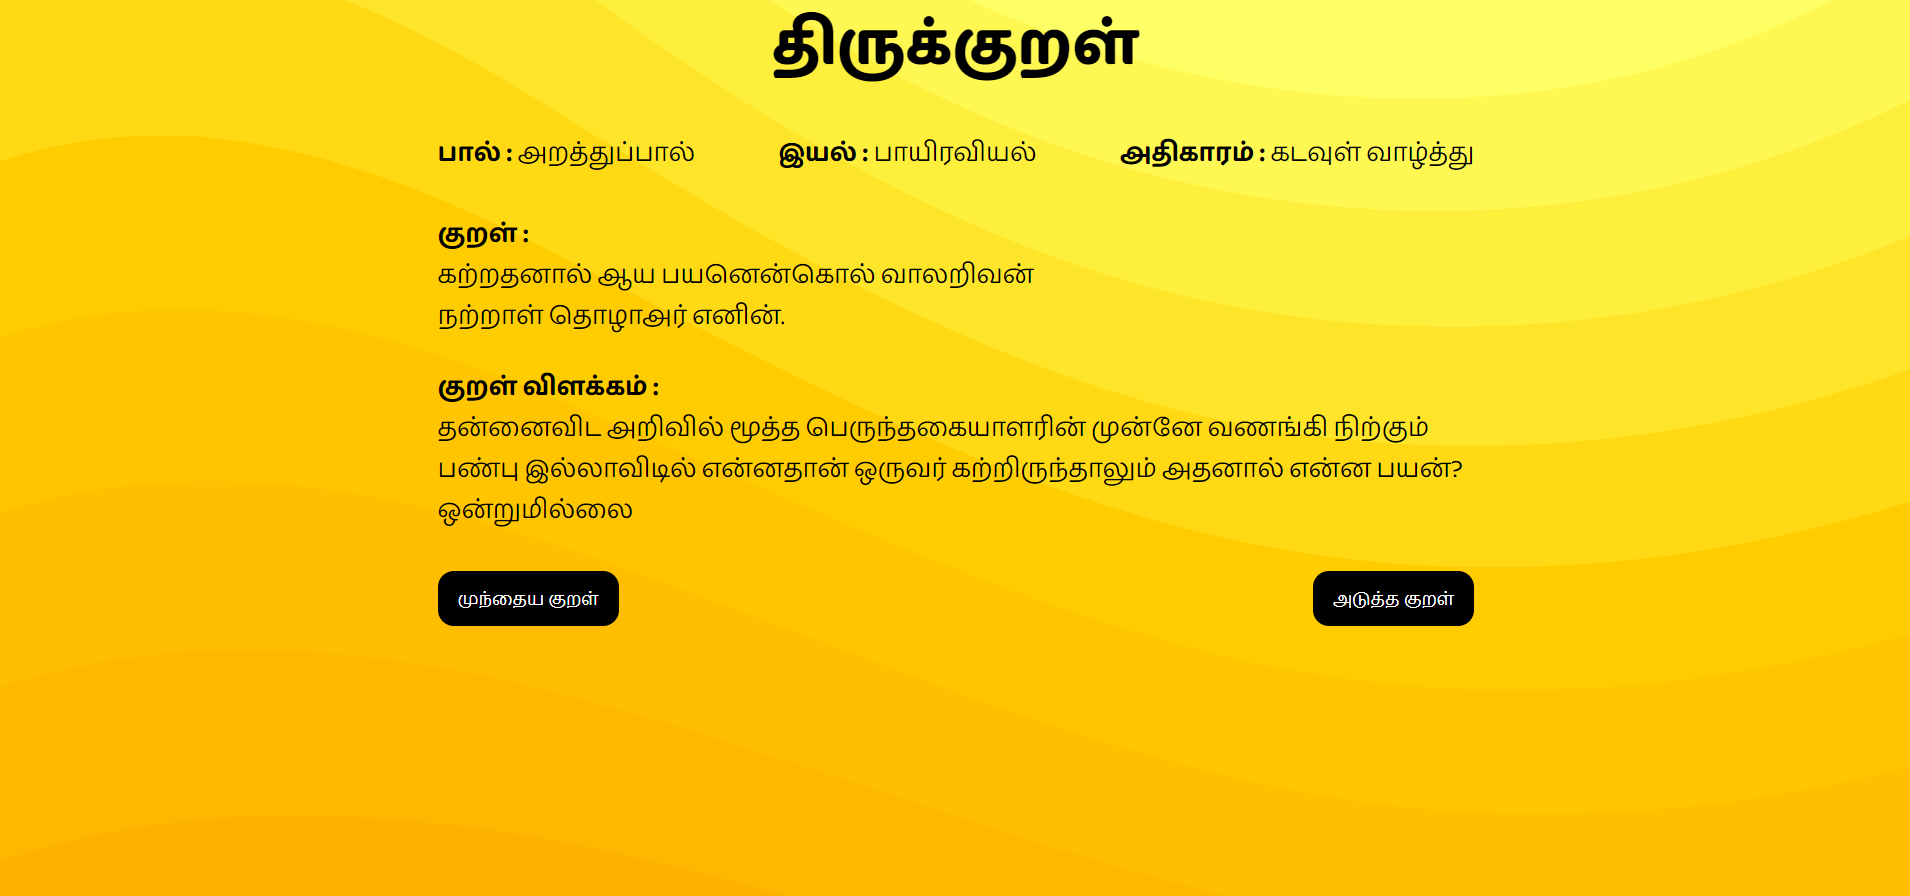 திருக்குறள்
பால் : அறத்துப்பால் இயல் : பாயிரவியல் அதிகாரம் : கடவுள் வாழ்த்து
குறள் :
கற்றதனால் ஆய பயனென்கொல் வாலறிவன்
நற்றாள் தொழாஅர் எனின்.
குறள் விளக்கம் :
தன்னைவிட அறிவில் மூத்த பெருந்தகையாளரின் முன்னே வணங்கி நிற்கும்
பண்பு இல்லாவிடில் என்னதான் ஒருவர் கற்றிருந்தாலும் அதனால் என்ன பயன்?
ஒன்றுமில்லை
முந்தைய குறள் அடுத்த குறள்